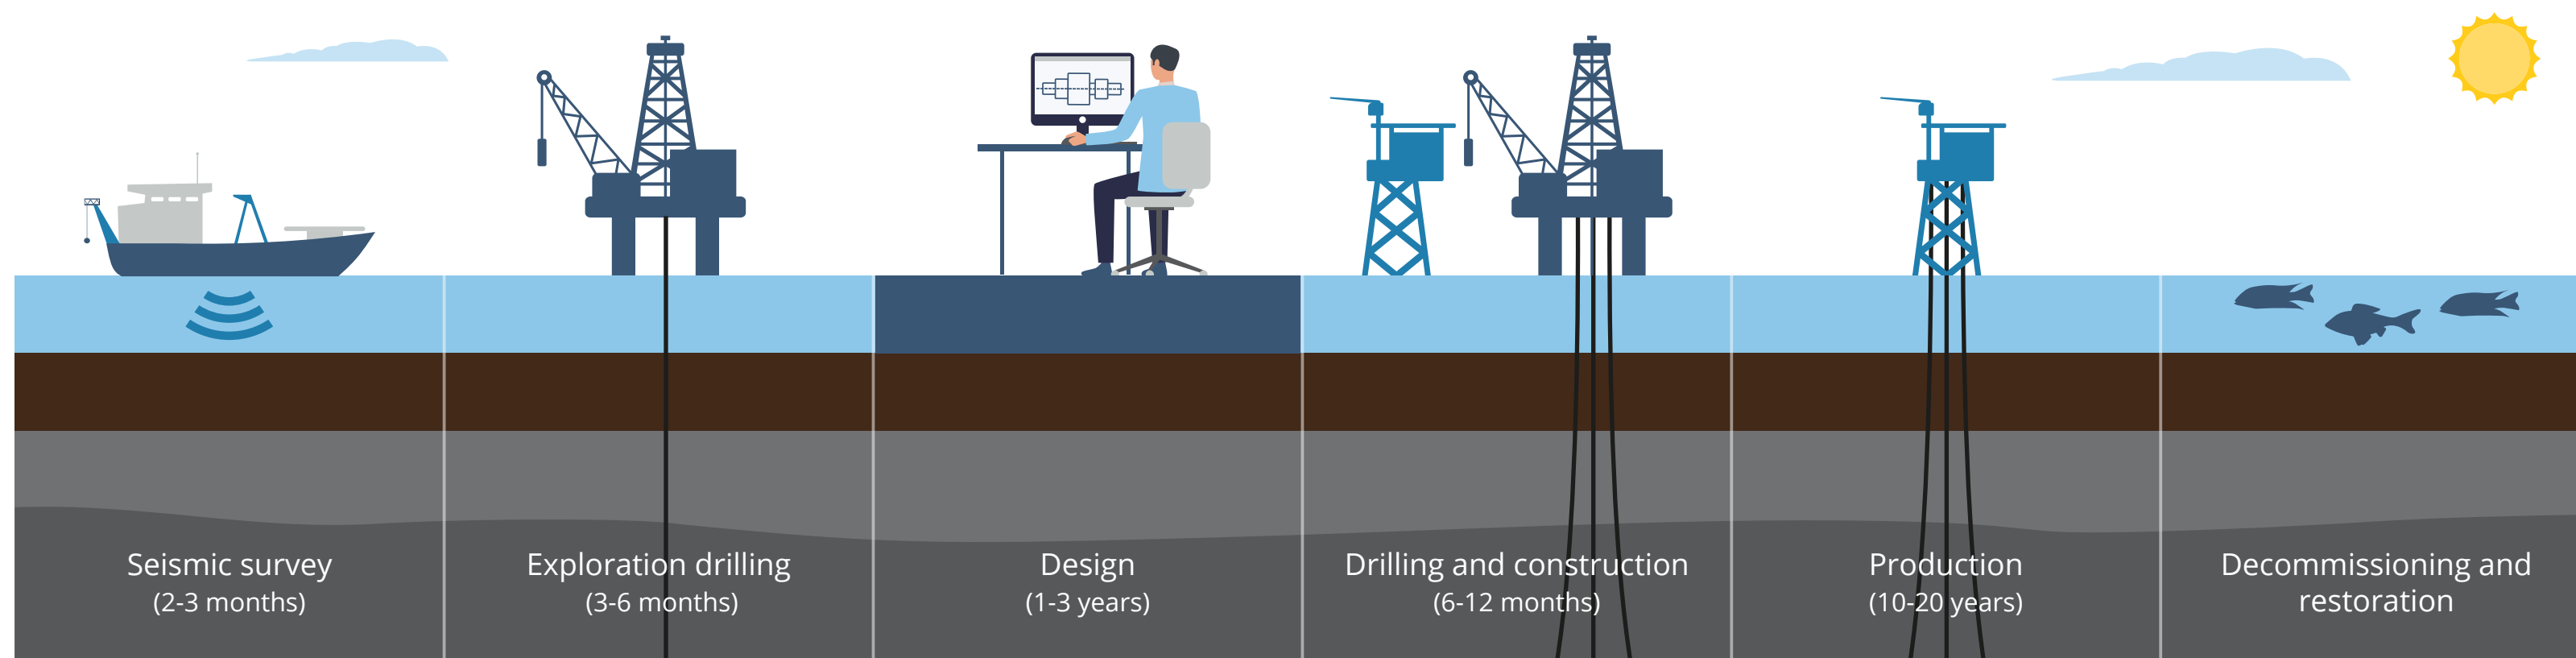 Seismic survey
(2-3 months)
Exploration drilling
(3-6 months)
Design
(1-3 years)
Drilling and construction
(6-12 months)
Production
(10-20 years)
Decommissioning and
restoration